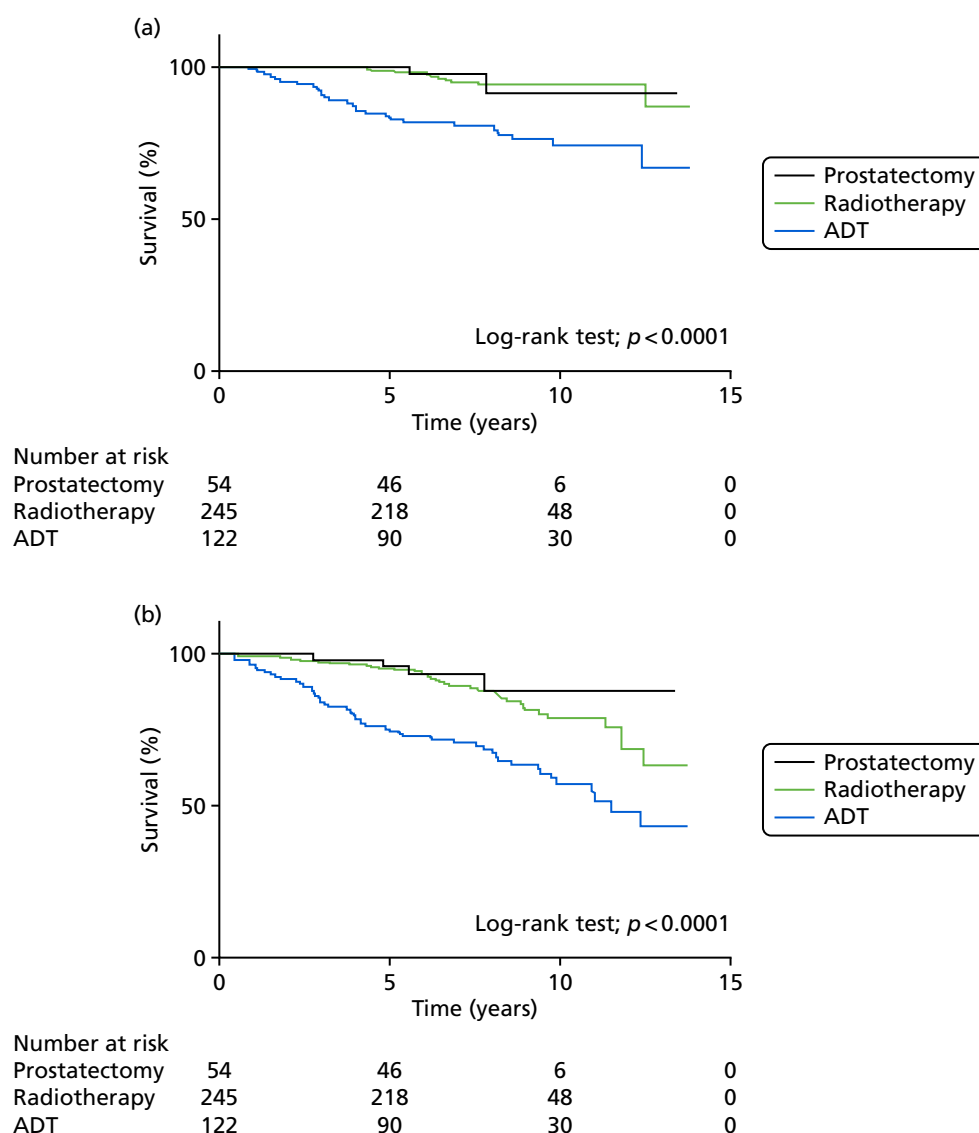 (a)
100
50
0
Survival (%)
Prostatectomy
Radiotherapy
ADT
Log-rank test; p<0.0001
0 5 10 15
Time (years)
Number at risk
Prostatectomy 54 46 6 0
Radiotherapy 245 218 48 0
ADT 122 90 30 0
(b)
100
50
0
Survival (%)
Prostatectomy
Radiotherapy
ADT
Log-rank test; p<0.0001
0 5 10 15
Time (years)
Number at risk
Prostatectomy 54 46 6 0
Radiotherapy 245 218 48 0
ADT 122 90 30 0